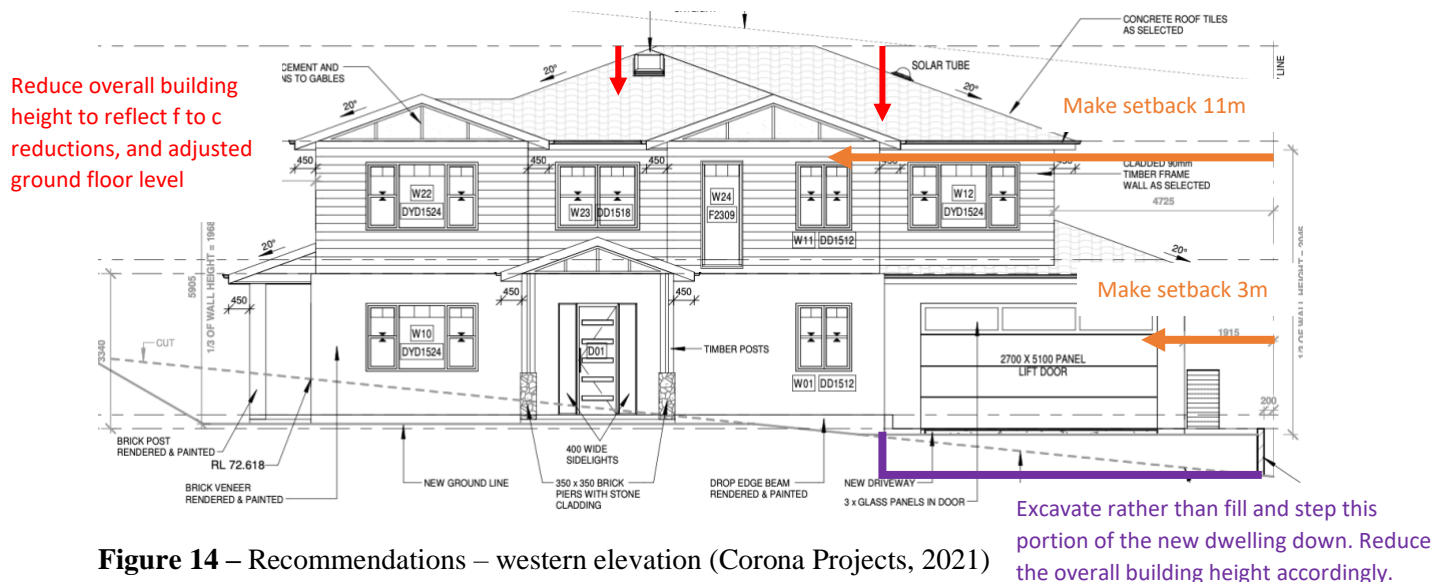 CONCRETE ROOF TILES
AS SELECTED
CEMENT AND
NS TO GABLES
20°
20°
SOLAR TUBE
20°
20°
LINE
Reduce overall building
height to reflect f to c
reductions, and adjusted
ground floor level
Make setback 11m
450
450
450
450
450
CLADDED 90mm
TIMBER FRAME
WALL AS SELECTED
W22
DYD1524
W23 DD1518
W24
F2309
W11 DD1512
W12
DYD1524
4725
20°
20°
5905
1/3 OF WALL HEIGHT = 1968
450
450
450
Make setback 3m
3340
CUT
W10
DYD1524
D01
TIMBER POSTS
W01 DD1512
2700 X 5100 PANEL
LIFT DOOR
1915
200
BRICK POST
RENDERED & PAINTED
RL 72.618
BRICK VENEER
RENDERED & PAINTED
NEW GROUND LINE
400 WIDE
SIDELIGHTS
350 x 350 BRICK
PIERS WITH STONE
CLADDING
DROP EDGE BEAM
RENDERED & PAINTED
NEW DRIVEWAY
3 x GLASS PANELS IN DOOR
Excavate rather than fill and step this
portion of the new dwelling down. Reduce
the overall building height accordingly.
Figure 14 – Recommendations – western elevation (Corona Projects, 2021)